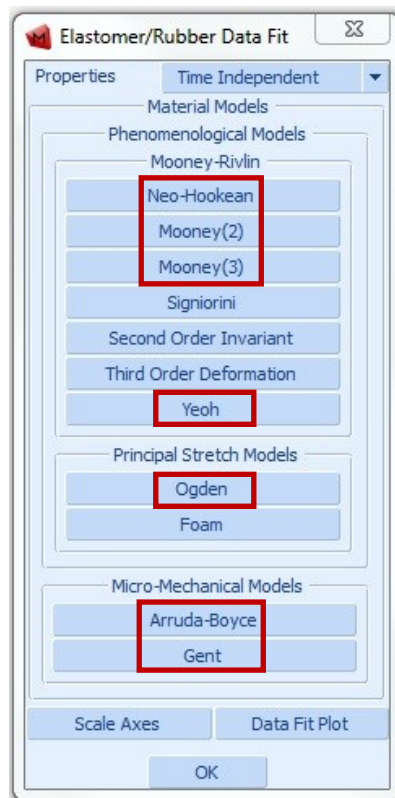 Elastomer/Rubber Data Fit
Properties Time Independent
Material Models
Phenomenological Models
Mooney-Rivlin
Neo-Hookean
Mooney(2)
Mooney(3)
Signiorini
Second Order Invariant
Third Order Deformation
Yeoh
Principal Stretch Models
Ogden
Foam
Micro-Mechanical Models
Arruda-Boyce
Gent
Scale Axes Data Fit Plot
OK